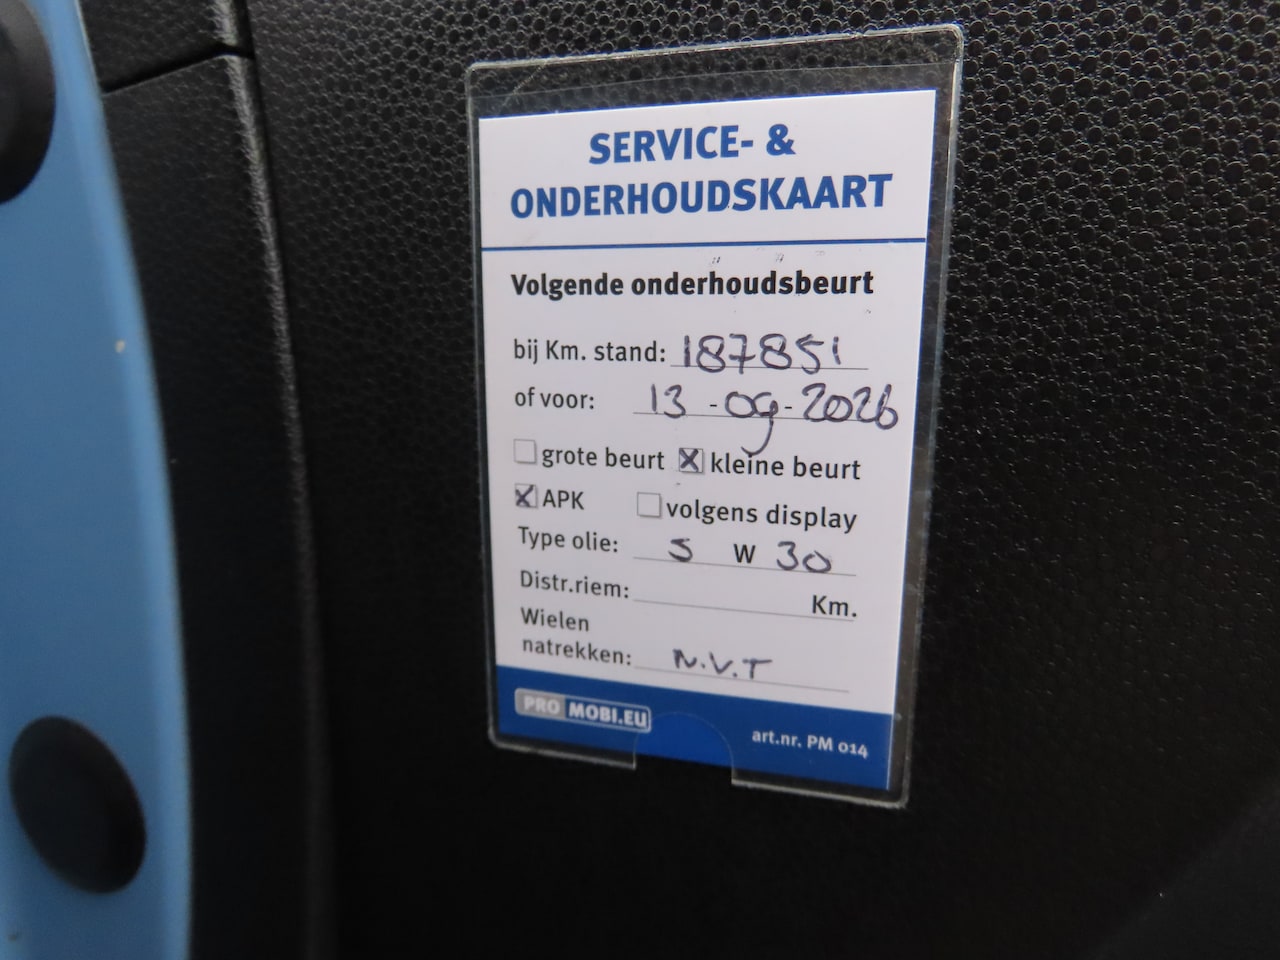 SERVICE- &
ONDERHOUDSKAART
Volgende onderhoudsbeurt
bij Km. stand: 187851
of voor: 13-09-2026
grote beurt kleine beurt
APK volgens display
Type olie: 5 W 30
Distr.riem: Km.
Wielen
natrekken: N.V.T
PRO MOBI.EU art.nr. PM 014